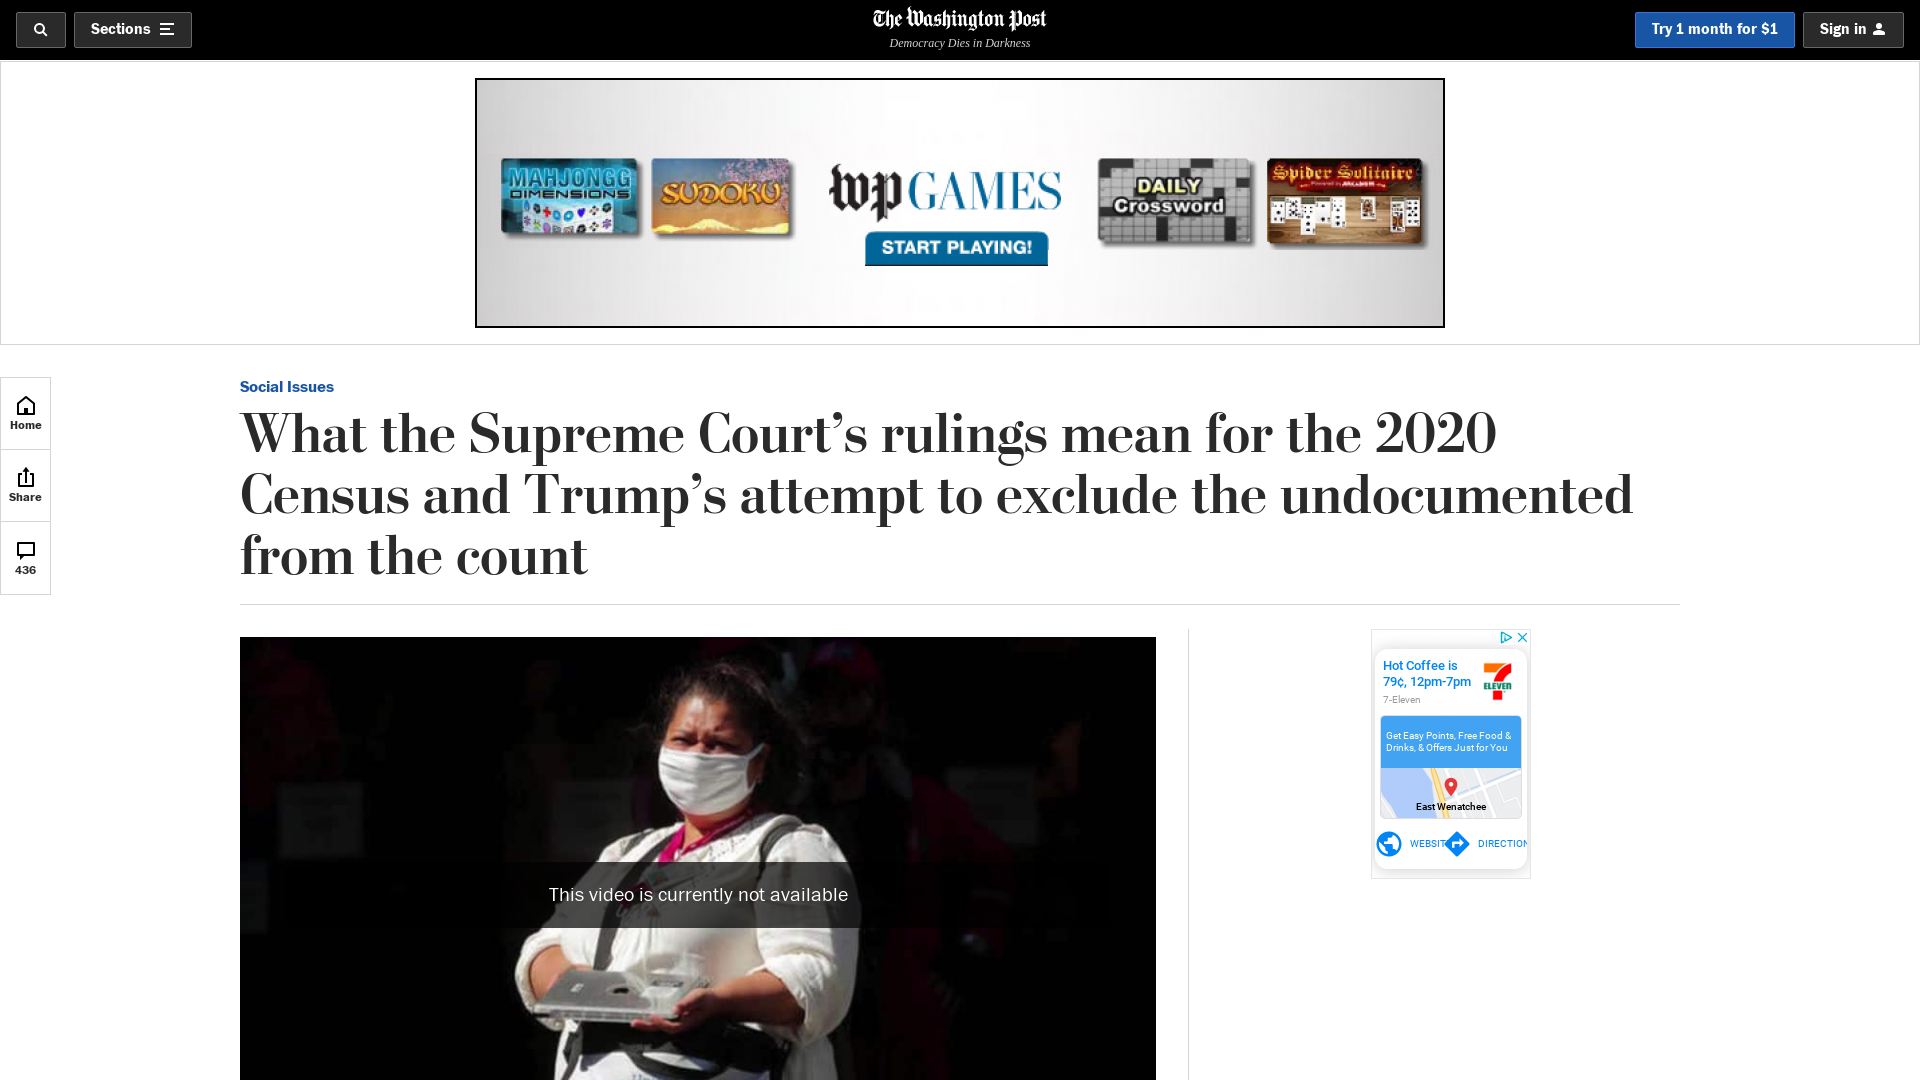 Sections
The Washington Post
Democracy Dies in Darkness
Try 1 month for $1
Sign in
MAHJONGG
DIMENSIONS
SUDOKU
wp GAMES
START PLAYING!
DAILY
Crossword
Spider Solitaire
Home
Share
436
Social Issues
What the Supreme Court’s rulings mean for the 2020
Census and Trump’s attempt to exclude the undocumented
from the count
This video is currently not available
Hot Coffee is
79¢, 12pm-7pm
7-Eleven
7
ELEVEN
Get Easy Points, Free Food &
Drinks, & Offers Just for You
East Wenatchee
WEBSIT
DIRECTION